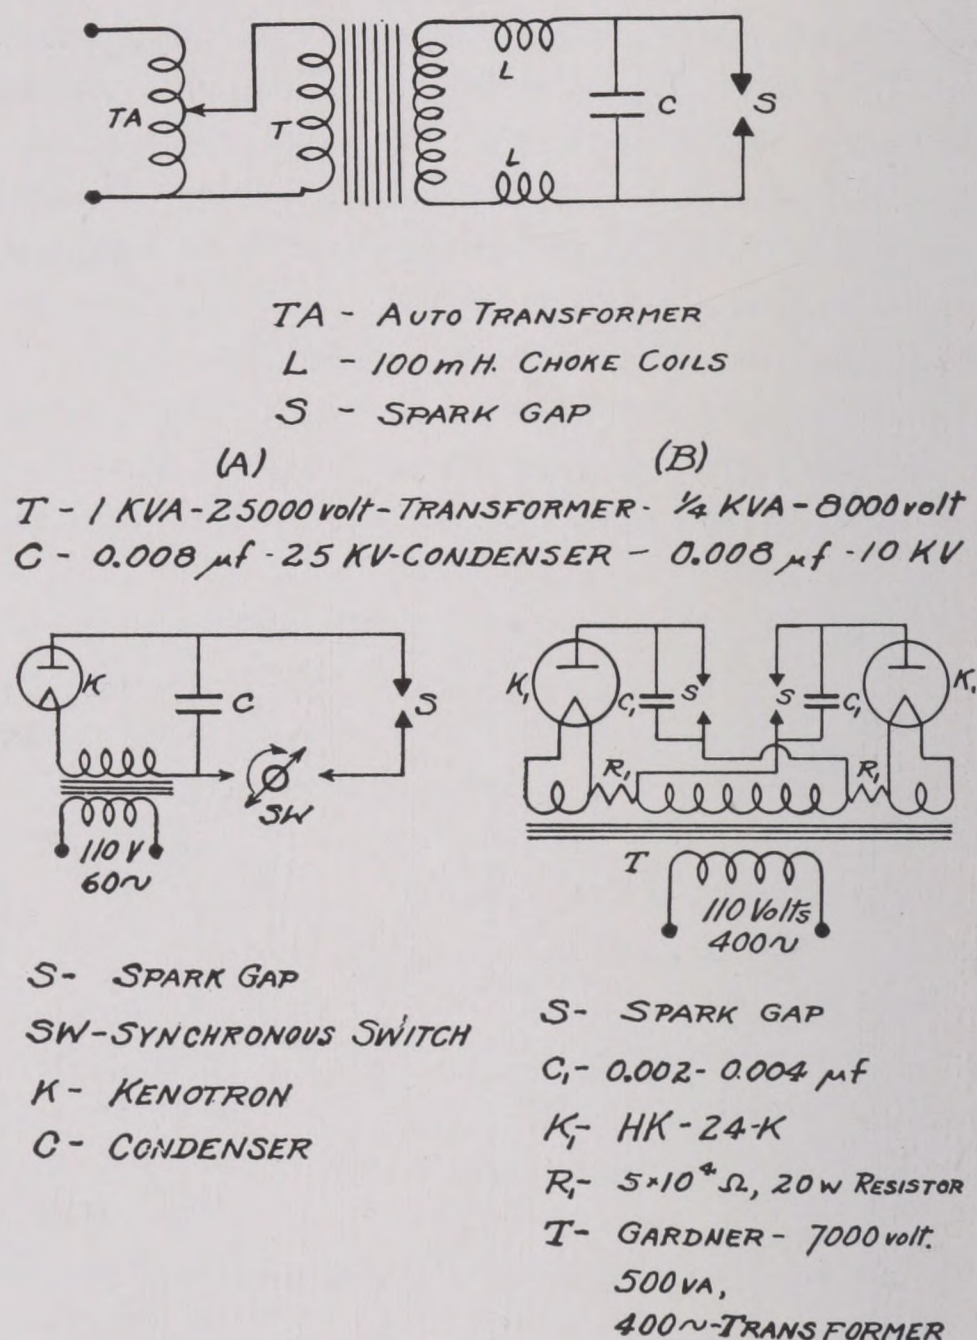 TA
T
L
L
C
S
TA - AUTO TRANSFORMER
L - 100mH. CHOKE COILS
S - SPARK GAP
(A) (B)
T - 1 KVA-25000 volt-TRANSFORMER- ¼ KVA-8000 volt
C - 0.008 µf - 25 KV-CONDENSER - 0.008 µf -10 KV
K
C
S
SW
110 V
60~
S- SPARK GAP
SW-SYNCHRONOUS SWITCH
K - KENOTRON
C - CONDENSER
K₁
C₁
S
S
C₁
K₁
R₁
R₁
T
110 Volts
400~
S- SPARK GAP
C₁- 0.002- 0.004 µf
K₁- HK-24-K
R₁- 5×10⁴ Ω, 20 W RESISTOR
T- GARDNER - 7000 volt.
500 VA,
400~-TRANSFORMER